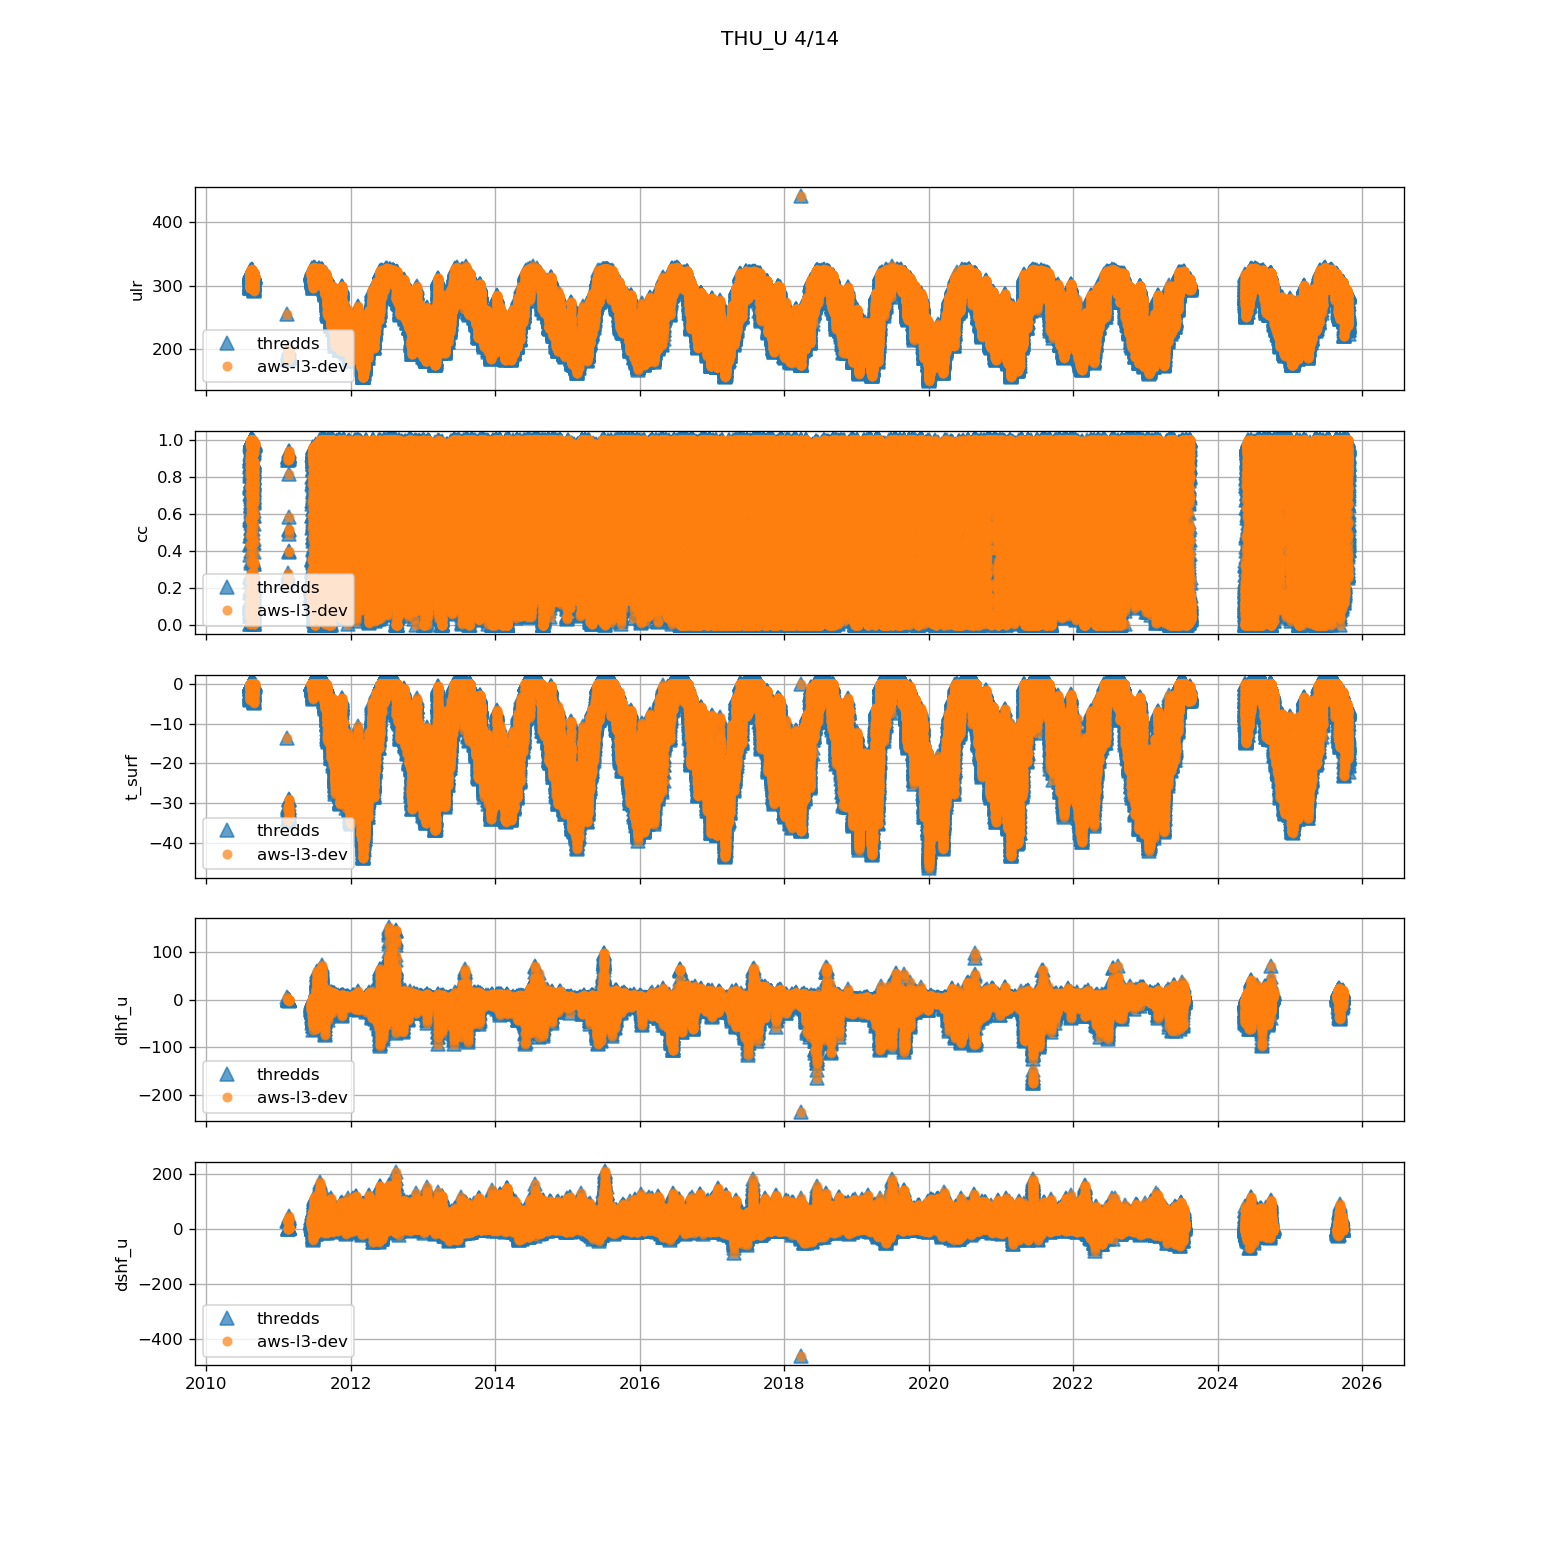 THU_U 4/14
400
300
200
ulr
thredds
aws-l3-dev
1.0
0.8
0.6
0.4
0.2
0.0
cc
thredds
aws-l3-dev
0
−10
−20
−30
−40
t_surf
thredds
aws-l3-dev
100
0
−100
−200
dlhf_u
thredds
aws-l3-dev
200
0
−200
−400
dshf_u
thredds
aws-l3-dev
2010 2012 2014 2016 2018 2020 2022 2024 2026